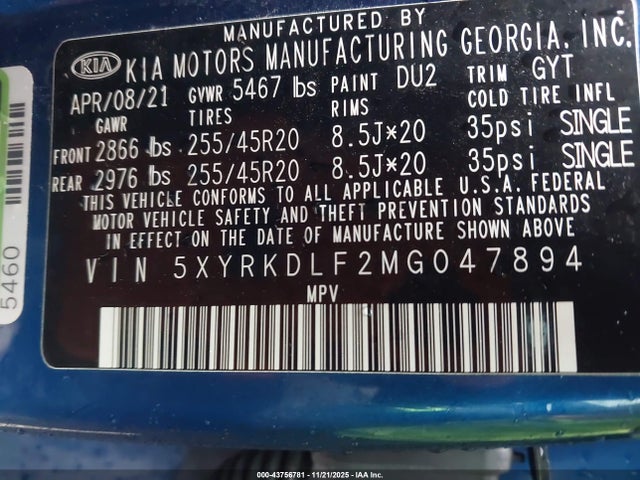 MANUFACTURED BY
KIA KIA MOTORS MANUFACTURING GEORGIA, INC.
APR/08/21 GVWR 5467 lbs PAINT DU2 TRIM GYT
GAWR TIRES RIMS COLD TIRE INFL
FRONT 2866 lbs 255/45R20 8.5J*20 35psi SINGLE
REAR 2976 lbs 255/45R20 8.5J*20 35psi SINGLE
THIS VEHICLE CONFORMS TO ALL APPLICABLE U.S.A. FEDERAL
MOTOR VEHICLE SAFETY AND THEFT PREVENTION STANDARDS
IN EFFECT ON THE DATE OF MANUFACTURE SHOWN ABOVE
VIN 5XYRKDLF2MG047894
MPV
5460
000-43756781 - 11/21/2025 - IAA Inc.